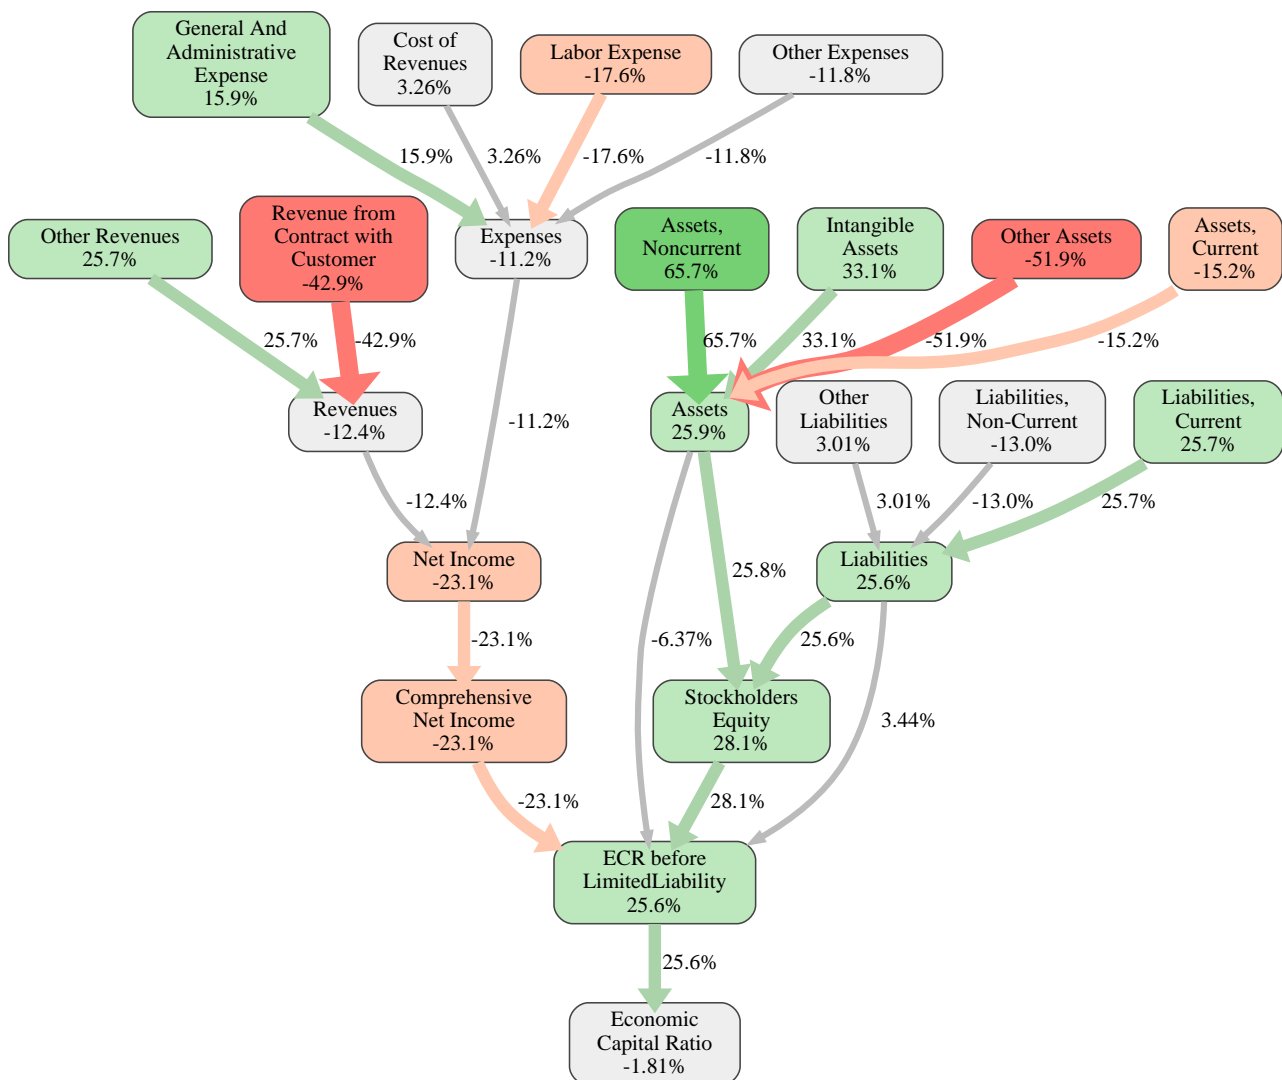 General And
Administrative
Expense
15.9%
Cost of
Revenues
3.26%
Labor Expense
-17.6%
Other Expenses
-11.8%
15.9%
3.26%
-17.6%
-11.8%
Other Revenues
25.7%
Revenue from
Contract with
Customer
-42.9%
Expenses
-11.2%
Assets,
Noncurrent
65.7%
Intangible
Assets
33.1%
Other Assets
-51.9%
Assets,
Current
-15.2%
25.7%
-42.9%
-11.2%
65.7%
33.1%
-51.9%
-15.2%
Revenues
-12.4%
Assets
25.9%
Other
Liabilities
3.01%
Liabilities,
Non-Current
-13.0%
Liabilities,
Current
25.7%
-12.4%
3.01%
-13.0%
25.7%
Net Income
-23.1%
25.8%
Liabilities
25.6%
-23.1%
-6.37%
25.6%
Comprehensive
Net Income
-23.1%
Stockholders
Equity
28.1%
3.44%
-23.1%
28.1%
ECR before
LimitedLiability
25.6%
25.6%
Economic
Capital Ratio
-1.81%